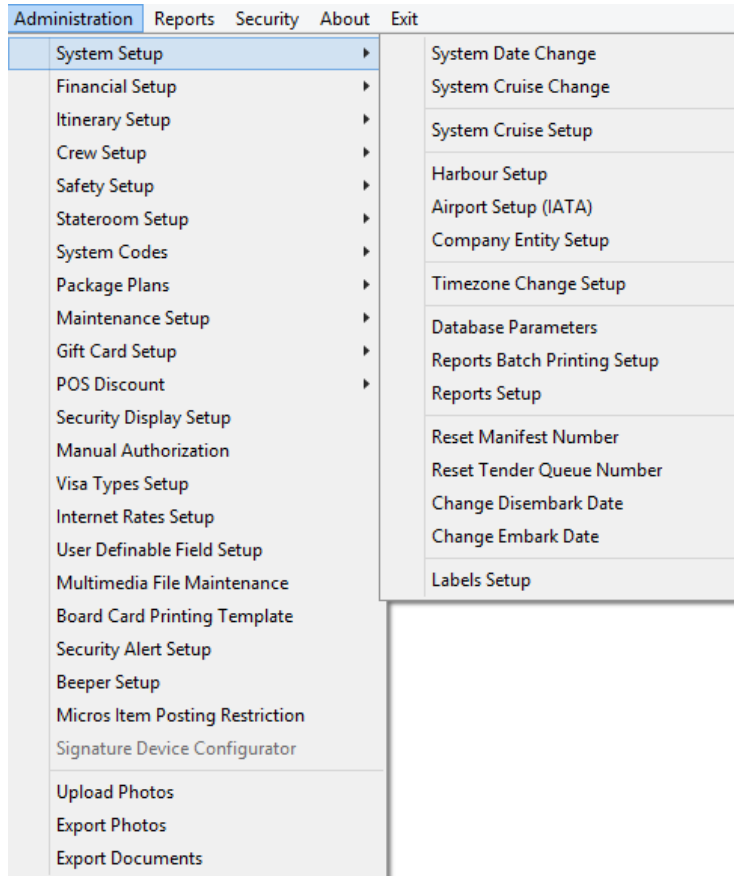 Administration Reports Security About Exit
System Setup
Financial Setup
Itinerary Setup
Crew Setup
Safety Setup
Stateroom Setup
System Codes
Package Plans
Maintenance Setup
Gift Card Setup
POS Discount
Security Display Setup
Manual Authorization
Visa Types Setup
Internet Rates Setup
User Definable Field Setup
Multimedia File Maintenance
Board Card Printing Template
Security Alert Setup
Beeper Setup
Micros Item Posting Restriction
Signature Device Configurator
Upload Photos
Export Photos
Export Documents
System Date Change
System Cruise Change
System Cruise Setup
Harbour Setup
Airport Setup (IATA)
Company Entity Setup
Timezone Change Setup
Database Parameters
Reports Batch Printing Setup
Reports Setup
Reset Manifest Number
Reset Tender Queue Number
Change Disembark Date
Change Embark Date
Labels Setup